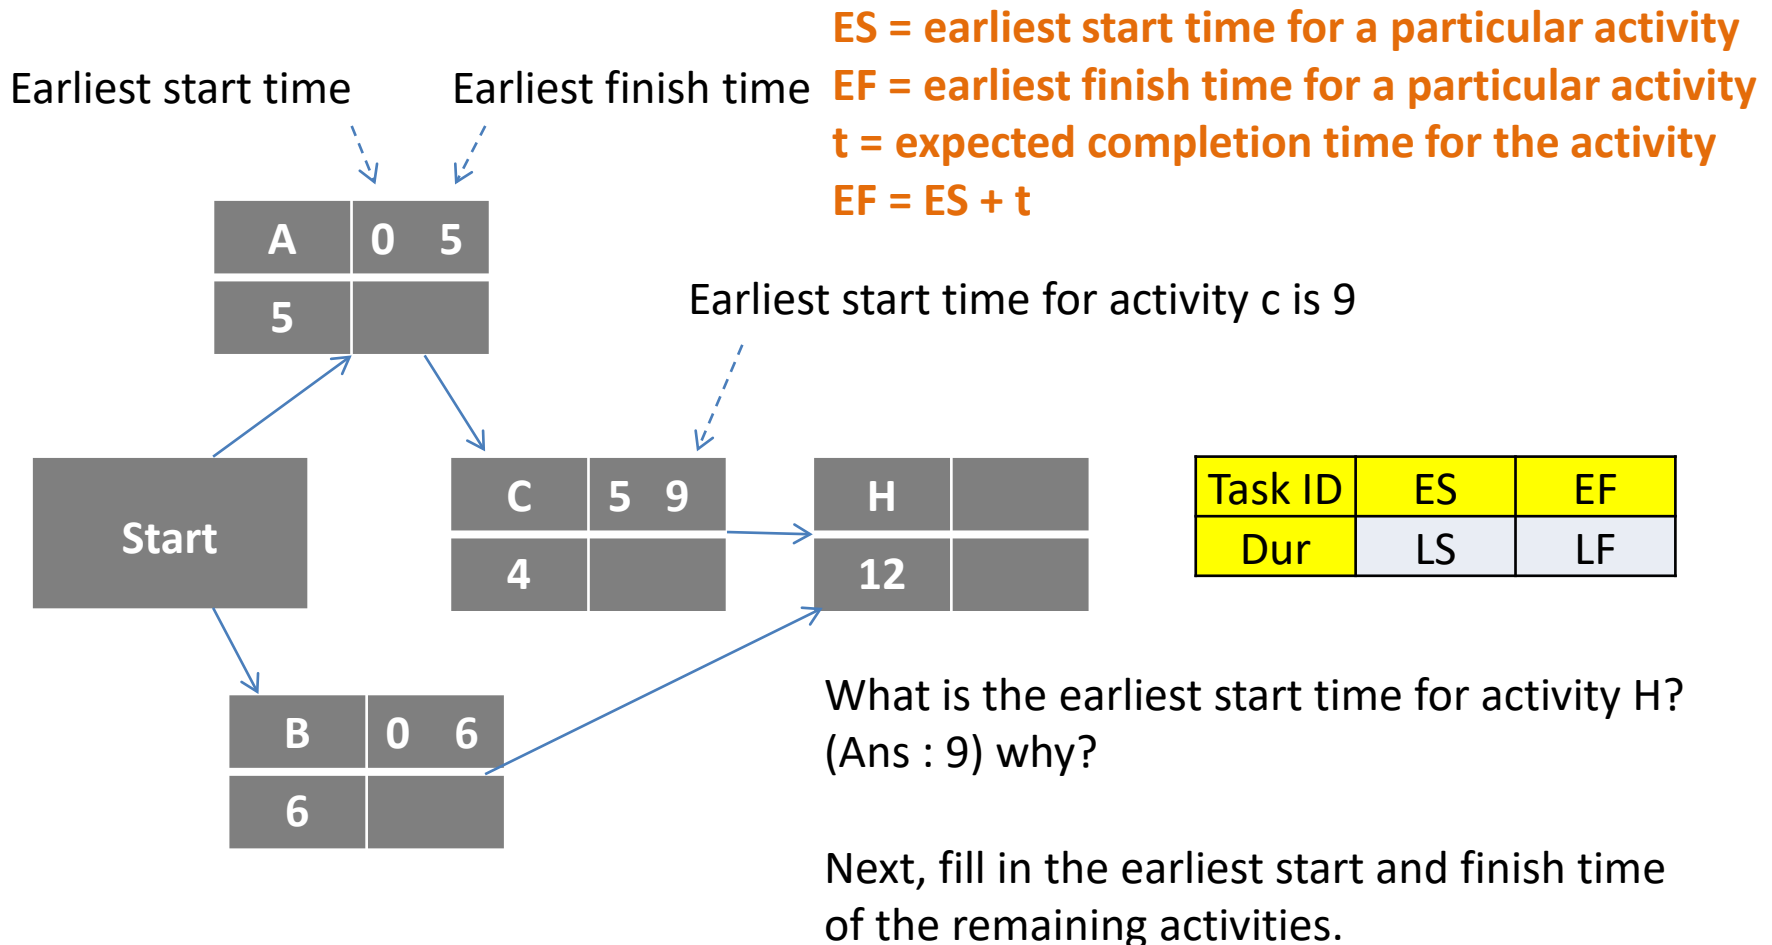 ES = earliest start time for a particular activity
Earliest start time Earliest finish time EF = earliest finish time for a particular activity
t = expected completion time for the activity
EF = ES + t
A 0 5
5
Earliest start time for activity c is 9
Start
C 5 9
4
H
12
Task ID ES EF
Dur LS LF
B 0 6
6
What is the earliest start time for activity H?
(Ans : 9) why?
Next, fill in the earliest start and finish time
of the remaining activities.